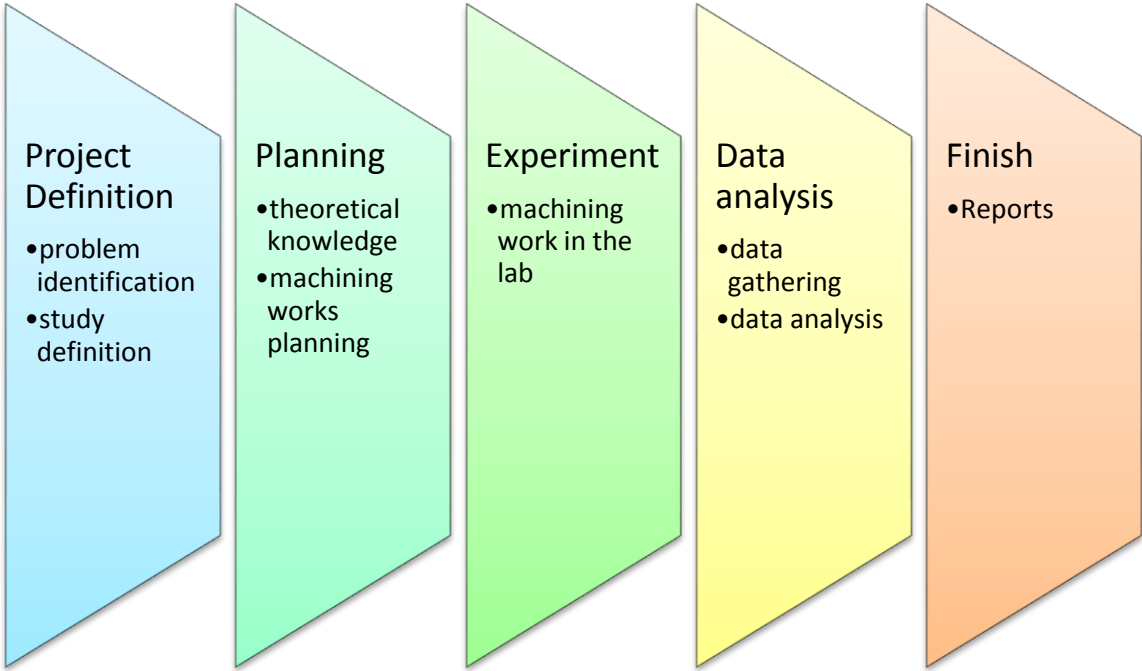 Project
Definition
•problem
identification
•study
definition
Planning
•theoretical
knowledge
•machining
works
planning
Experiment
•machining
work in the
lab
Data
analysis
•data
gathering
•data analysis
Finish
•Reports